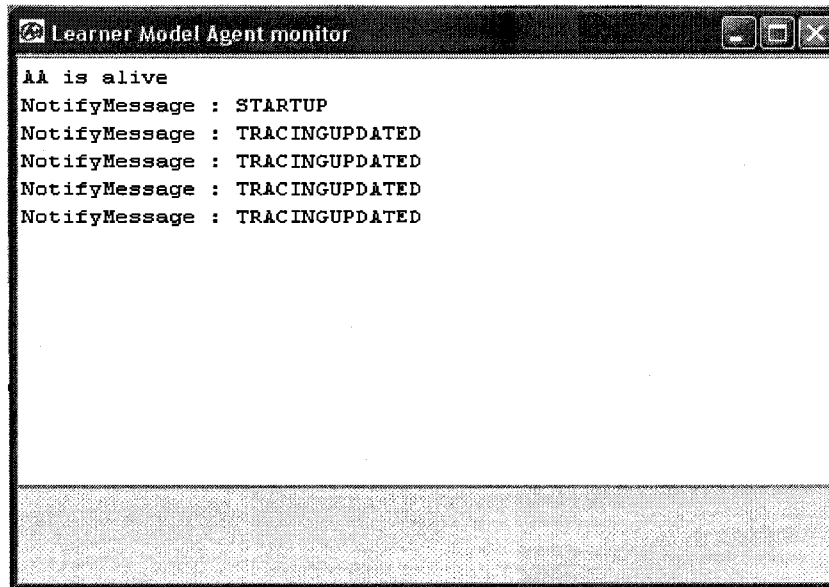 Learner Model Agent monitor
AA is alive
NotifyMessage : STARTUP
NotifyMessage : TRACINGUPDATED
NotifyMessage : TRACINGUPDATED
NotifyMessage : TRACINGUPDATED
NotifyMessage : TRACINGUPDATED